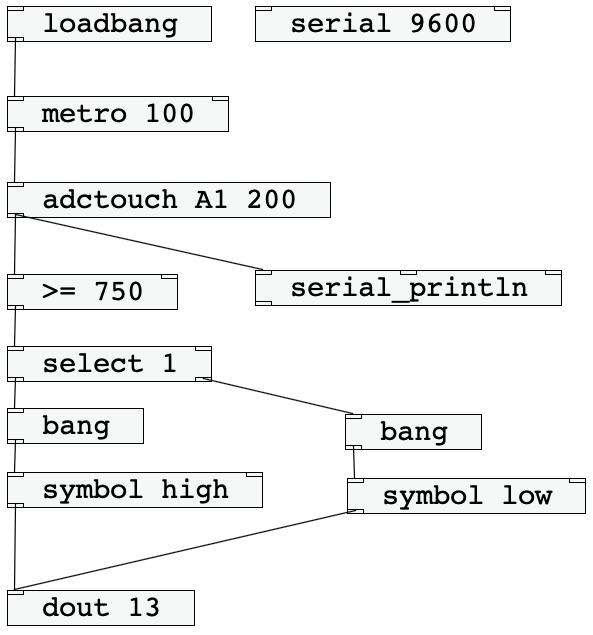 loadbang
serial 9600
metro 100
adctouch A1 200
>= 750
serial_println
select 1
bang
bang
symbol high
symbol low
dout 13